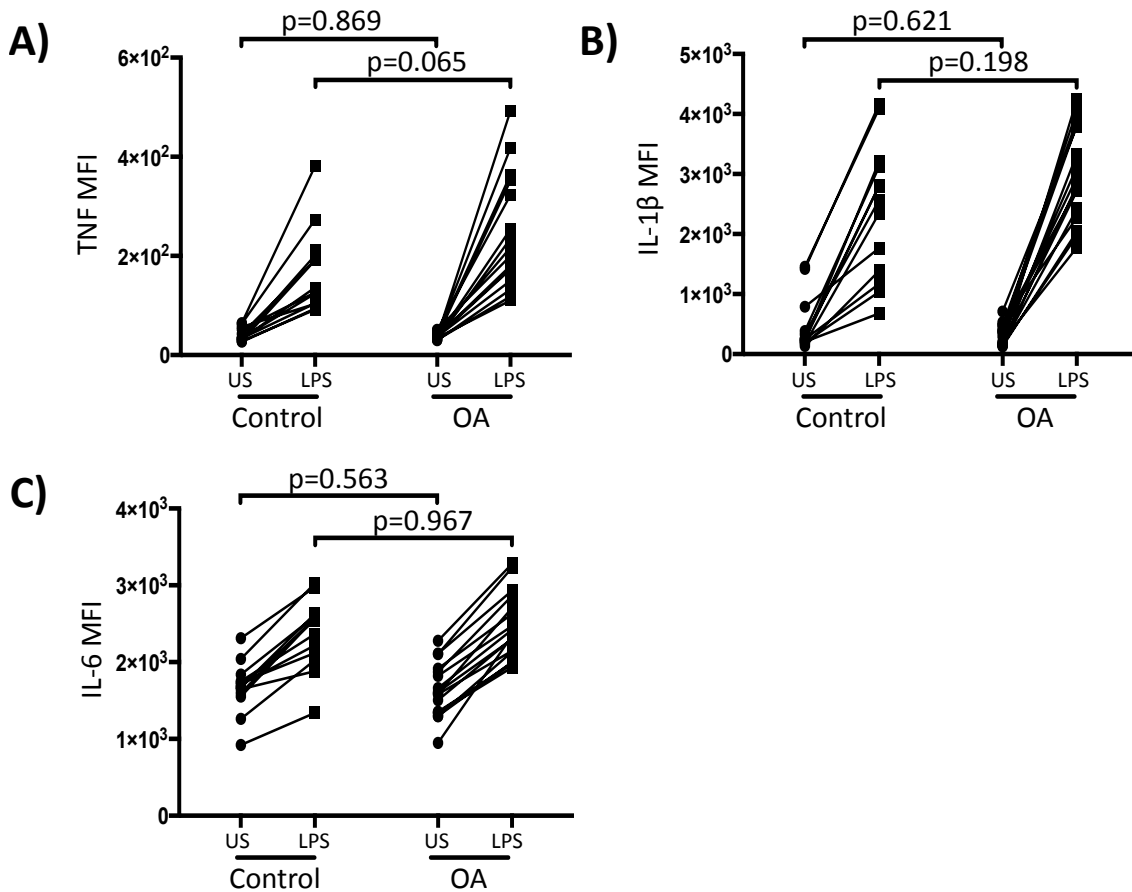 A)
p=0.869
p=0.065
6×10²
4×10²
2×10²
0
TNF MFI
US LPS US LPS
Control OA
B)
p=0.621
p=0.198
5×10³
4×10³
3×10³
2×10³
1×10³
0
IL-1β MFI
US LPS US LPS
Control OA
C)
p=0.563
p=0.967
4×10³
3×10³
2×10³
1×10³
0
IL-6 MFI
US LPS US LPS
Control OA